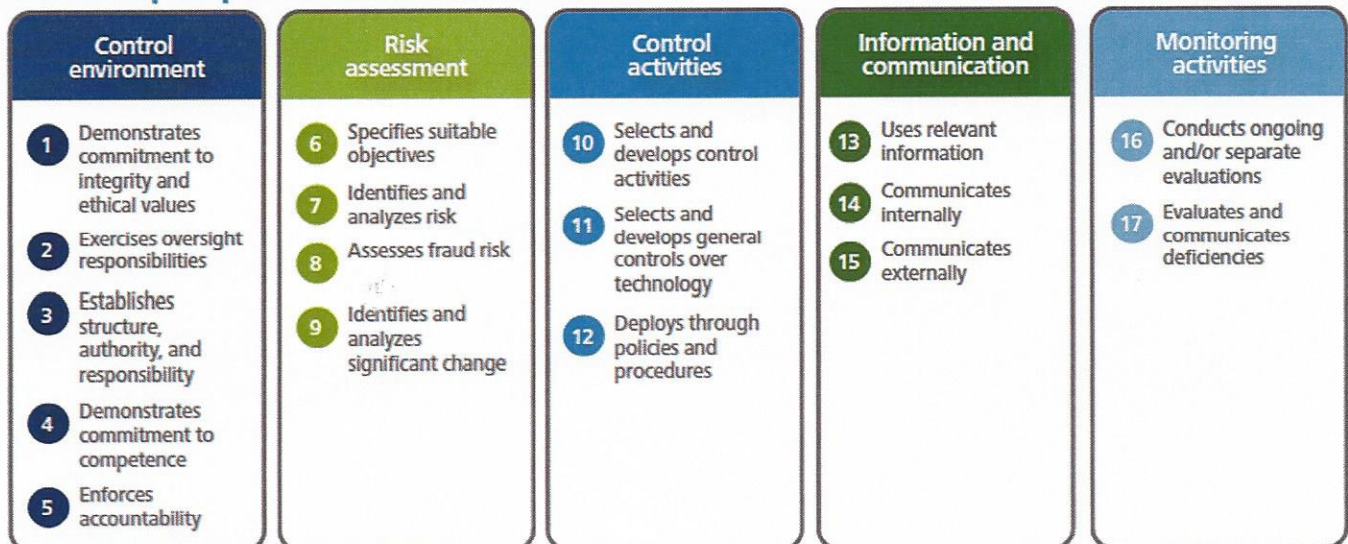 Control
environment
1 Demonstrates
commitment to
integrity and
ethical values
2 Exercises oversight
responsibilities
3 Establishes
structure,
authority, and
responsibility
4 Demonstrates
commitment to
competence
5 Enforces
accountability
Risk
assessment
6 Specifies suitable
objectives
7 Identifies and
analyzes risk
8 Assesses fraud risk
9 Identifies and
analyzes
significant change
Control
activities
10 Selects and
develops control
activities
11 Selects and
develops general
controls over
technology
12 Deploys through
policies and
procedures
Information and
communication
13 Uses relevant
information
14 Communicates
internally
15 Communicates
externally
Monitoring
activities
16 Conducts ongoing
and/or separate
evaluations
17 Evaluates and
communicates
deficiencies